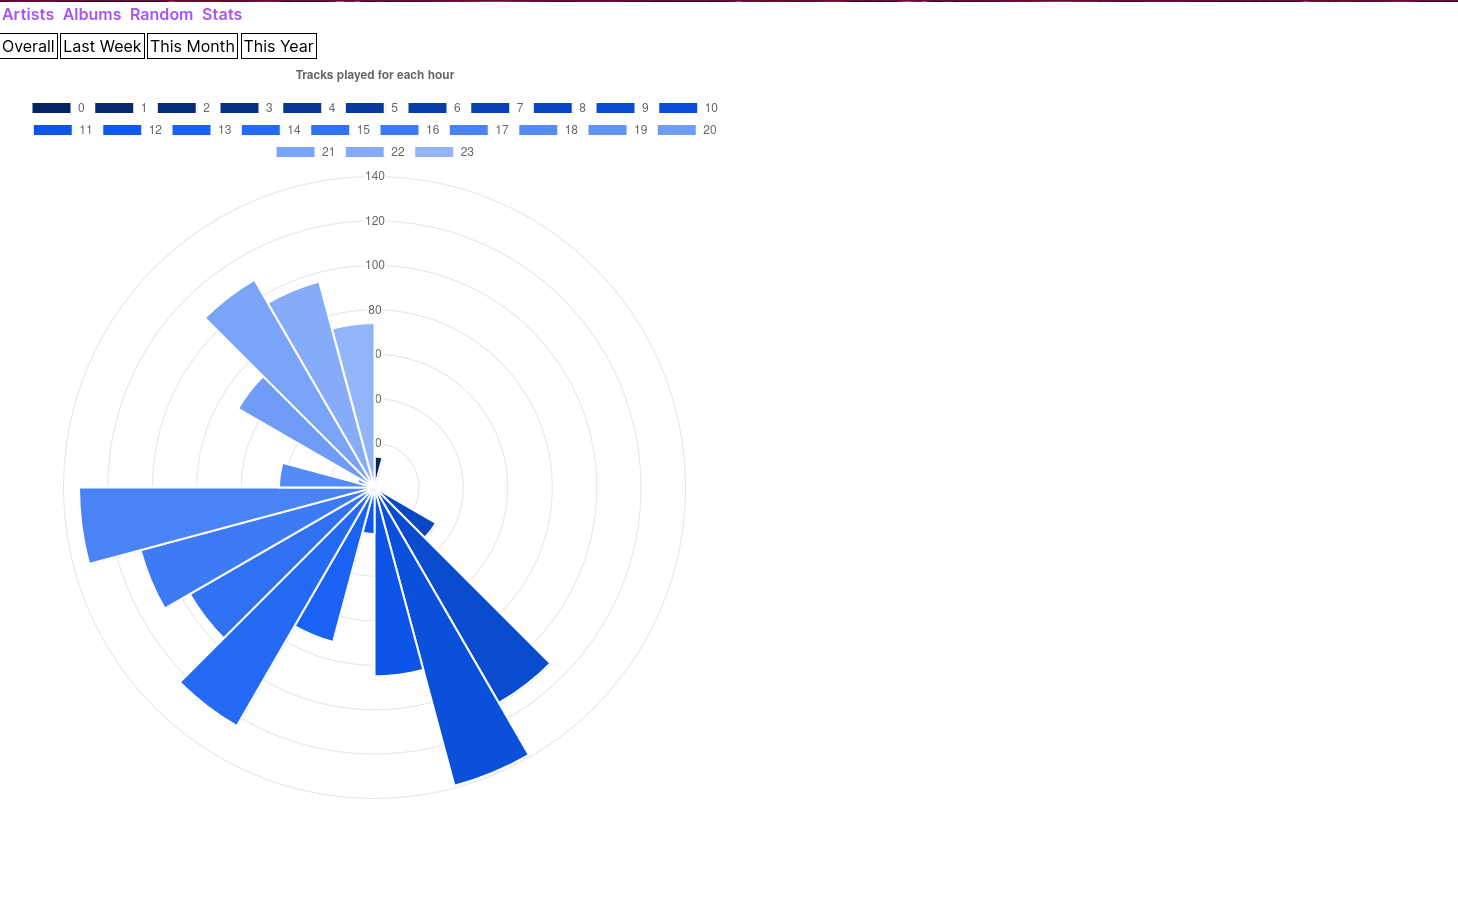 Artists Albums Random Stats
Overall Last Week This Month This Year
Tracks played for each hour
0 1 2 3 4 5 6 7 8 9 10
11 12 13 14 15 16 17 18 19 20
21 22 23
140
120
100
80
0
0
0